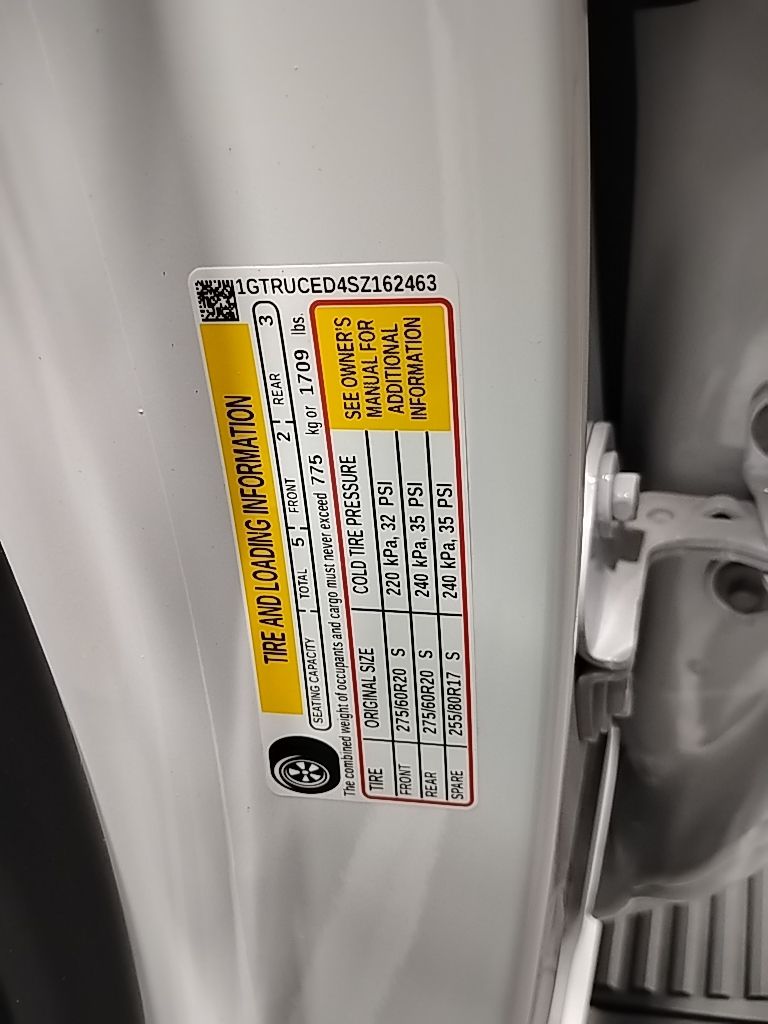 1GTRUCED4SZ162463
TIRE AND LOADING INFORMATION
SEATING CAPACITY TOTAL 5 FRONT 2 REAR 3
The combined weight of occupants and cargo must never exceed 775 kg or 1709 lbs.
TIRE ORIGINAL SIZE COLD TIRE PRESSURE
FRONT 275/60R20 S 220 kPa, 32 PSI
REAR 275/60R20 S 240 kPa, 35 PSI
SPARE 255/80R17 S 240 kPa, 35 PSI
SEE OWNER'S
MANUAL FOR
ADDITIONAL
INFORMATION